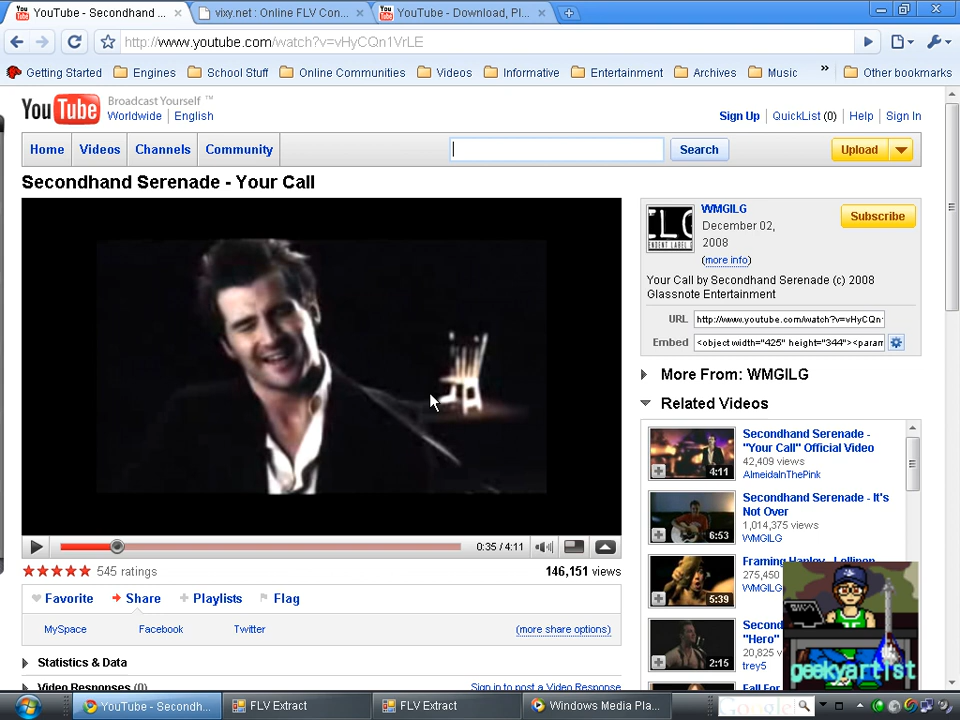 YouTube - Secondhand ...
vixy.net : Online FLV Con...
YouTube - Download, Pl...
http://www.youtube.com/watch?v=vHyCQn1VrLE
Getting Started
Engines
School Stuff
Online Communities
Videos
Informative
Entertainment
Archives
Music
»
Other bookmarks
YouTube
Broadcast Yourself ™
Worldwide
English
Sign Up
QuickList (0)
Help
Sign In
Home
Videos
Channels
Community
Search
Upload
Secondhand Serenade - Your Call
WMGILG
December 02,
2008
(more info)
Subscribe
Your Call by Secondhand Serenade (c) 2008
Glassnote Entertainment
URL
http://www.youtube.com/watch?v=vHyCQn
Embed
<object width="425" height="344"><param
More From: WMGILG
Related Videos
Secondhand Serenade -
"Your Call" Official Video
42,409 views
AlmeidaInThePink
4:11
Secondhand Serenade - It's
Not Over
1,014,375 views
WMGILG
6:53
Framing Hanley - Lollipop
275,450
WMGILG
5:39
Second
"Hero"
20,825 v
trey5
2:15
Fall For
geekyartist
0:35 / 4:11
545 ratings
146,151 views
Favorite
Share
Playlists
Flag
MySpace
Facebook
Twitter
(more share options)
Statistics & Data
Video Responses (0)
Sign in to post a Video Response
YouTube - Secondh...
FLV Extract
FLV Extract
Windows Media Pla...
Google